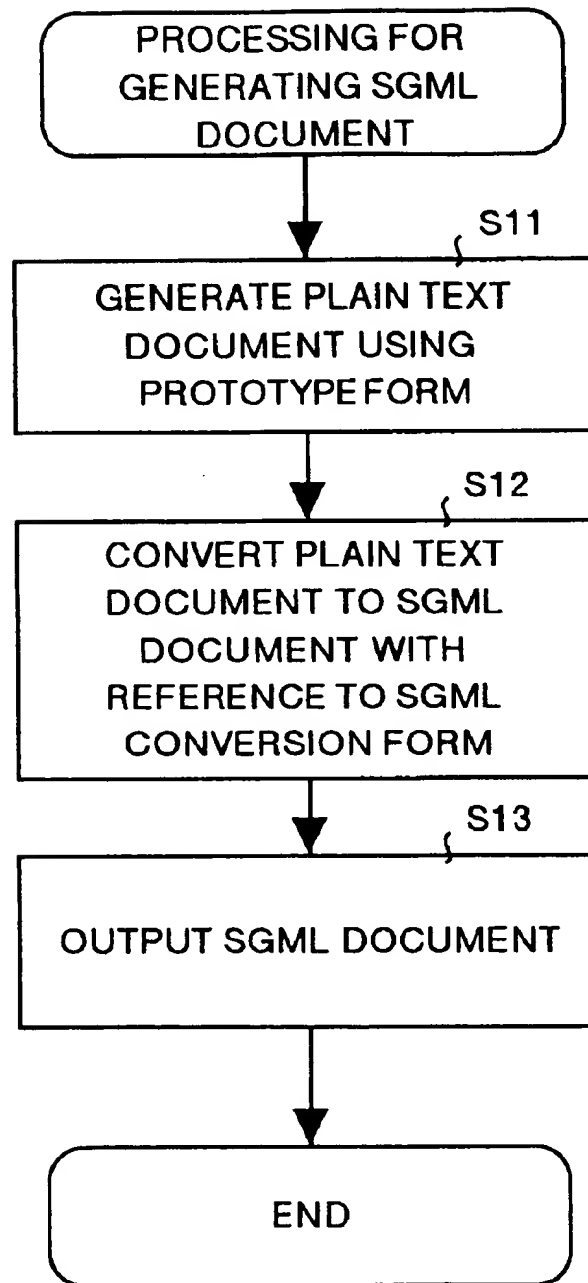 PROCESSING FOR
GENERATING SGML
DOCUMENT
S11
GENERATE PLAIN TEXT
DOCUMENT USING
PROTOTYPE FORM
S12
CONVERT PLAIN TEXT
DOCUMENT TO SGML
DOCUMENT WITH
REFERENCE TO SGML
CONVERSION FORM
S13
OUTPUT SGML DOCUMENT
END